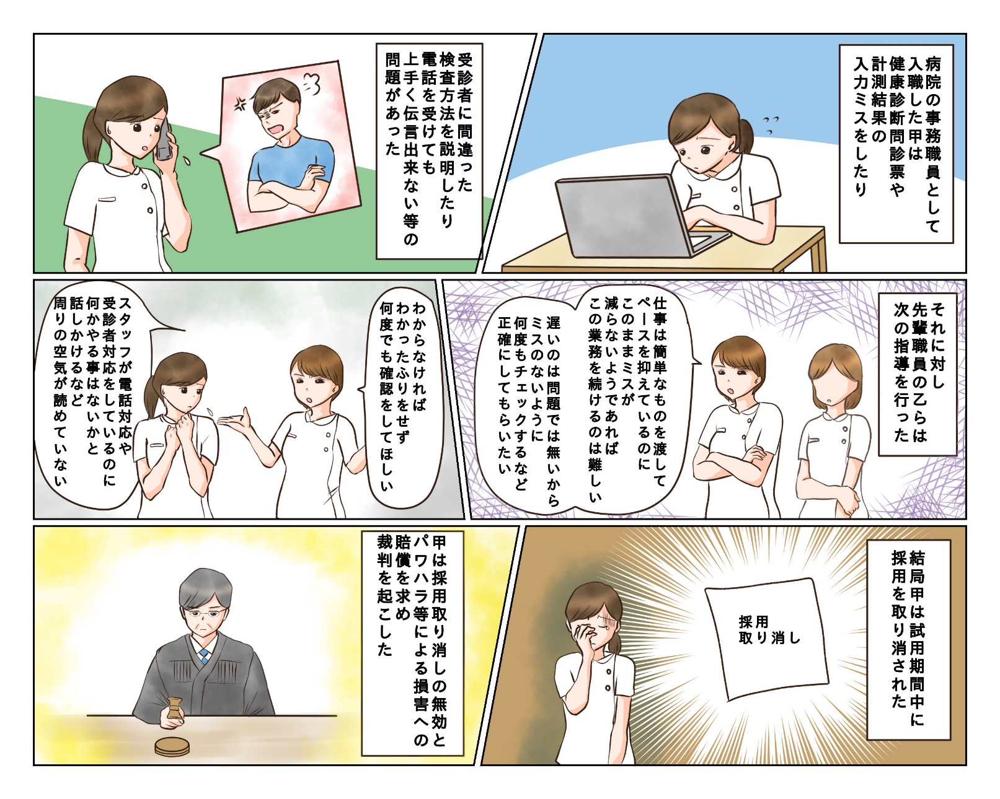 病院の事務職員として
入職した甲は
健康診断問診票や
計測結果の
入力ミスをしたり
受診者に間違った
検査方法を説明したり
電話を受けても
上手く伝言出来ない等の
問題があった
それに対し
先輩職員の乙らは
次の指導を行った
仕事は簡単なものを渡して
ペースを抑えているのに
このままミスが
減らないようであれば
この業務を続けるのは難しい
遅いのは問題では無いから
ミスのないように
何度もチェックするなど
正確にしてもらいたい
わからなければ
わかったふりをせず
何度でも確認をしてほしい
スタッフが電話対応や
受診者対応をしているのに
何かやる事はないかと
話しかけるなど
周りの空気が読めていない
結局甲は試用期間中に
採用を取り消された
採用
取り消し
甲は採用取り消しの無効と
パワハラ等による損害への
賠償を求め
裁判を起こした